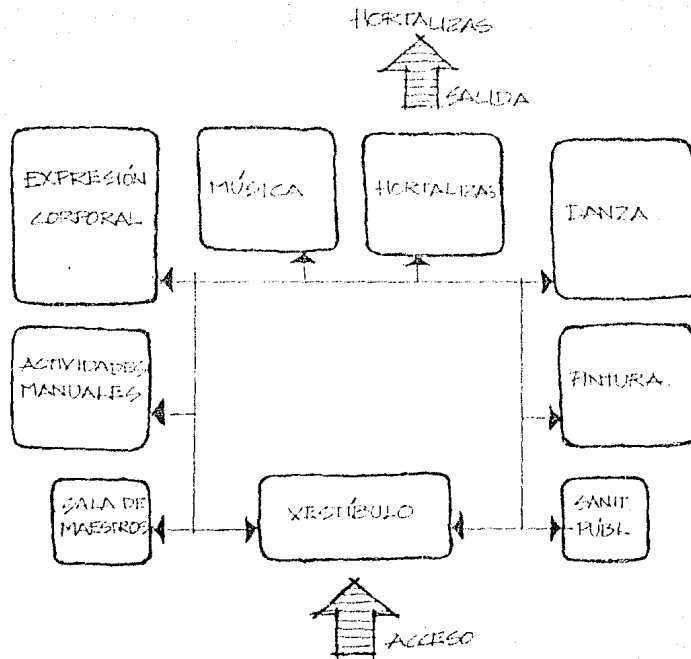 HORTALIZAS
SALIDA
EXPRESIÓN
CORPORAL
MÚSICA
HORTALIZAS
DANZA.
ACTIVIDADES
MANUALES
PINTURA.
SALA DE
MAESTROS
VESTÍBULO
SANIT.
PÚBL.
ACCESO